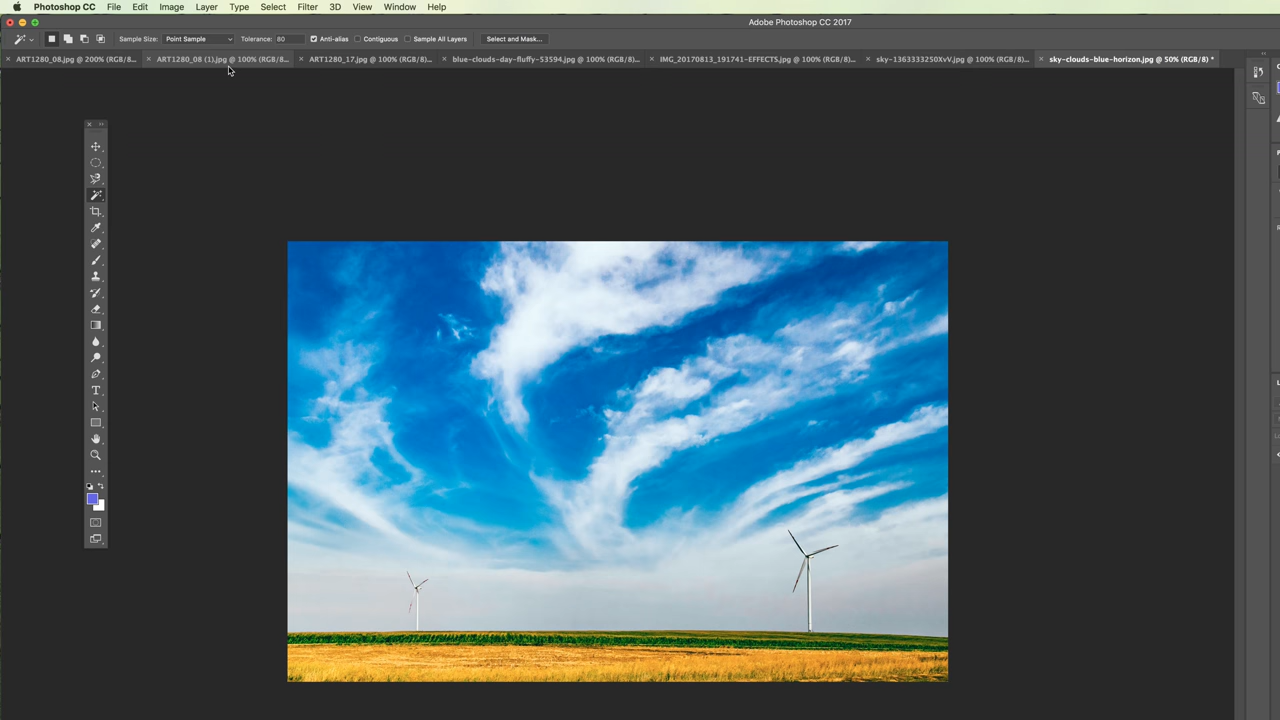 Photoshop CC File Edit Image Layer Type Select Filter 3D View Window Help
Adobe Photoshop CC 2017
Sample Size: Point Sample Tolerance: 80 Anti-alias Contiguous Sample All Layers Select and Mask...
ART1280_08.jpg @ 200% (RGB/8... ART1280_08 (1).jpg @ 100% (RGB/8... ART1280_17.jpg @ 100% (RGB/8)... blue-clouds-day-fluffy-53594.jpg @ 100% (RGB/8)... IMG_20170813_191741-EFFECTS.jpg @ 100% (RGB/8)... sky-1363333250XvV.jpg @ 100% (RGB/8)... sky-clouds-blue-horizon.jpg @ 50% (RGB/8) *